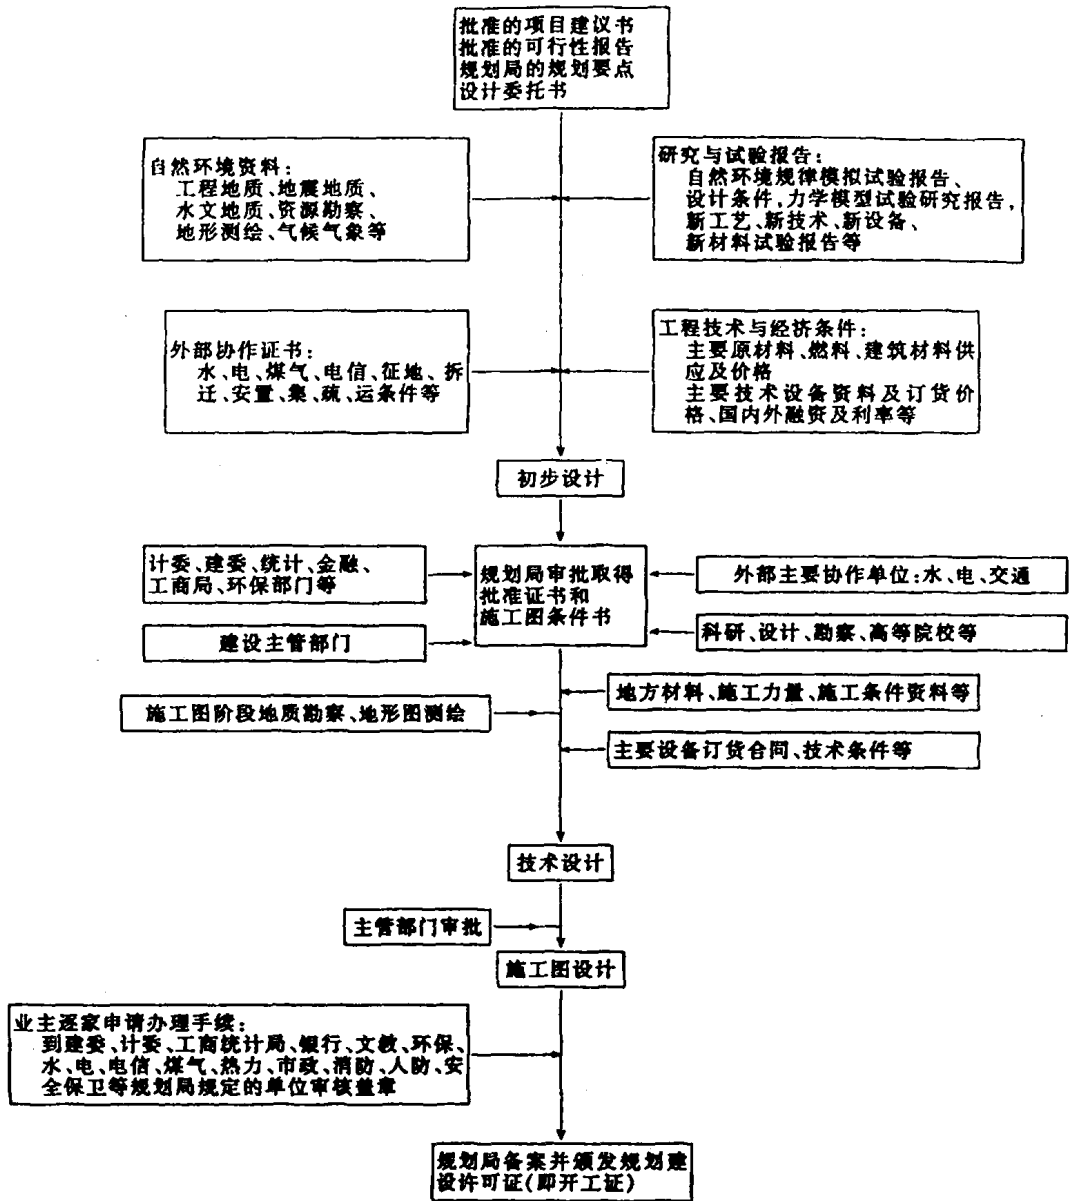 批准的项目建议书
批准的可行性报告
规划局的规划要点
设计委托书
自然环境资料:
工程地质、地震地质、
水文地质、资源勘察、
地形测绘、气候气象等
研究与试验报告:
自然环境规律模拟试验报告、
设计条件,力学模型试验研究报告,
新工艺、新技术、新设备、
新材料试验报告等
外部协作证书:
水、电、煤气、电信、征地、拆
迁、安置、集、疏、运条件等
工程技术与经济条件:
主要原材料、燃料、建筑材料供
应及价格
主要技术设备资料及订货价
格、国内外融资及利率等
初步设计
计委、建委、统计、金融、
工商局、环保部门等
规划局审批取得
批准证书和
施工图条件书
外部主要协作单位:水、电、交通
建设主管部门
科研、设计、勘察、高等院校等
地方材料、施工力量、施工条件资料等
施工图阶段地质勘察、地形图测绘
主要设备订货合同、技术条件等
技术设计
主管部门审批
施工图设计
业主逐家申请办理手续:
到建委、计委、工商统计局、银行、文教、环保、
水、电、电信、煤气、热力、市政、消防、人防、安
全保卫等规划局规定的单位审核盖章
规划局备案并颁发规划建
设许可证(即开工证)